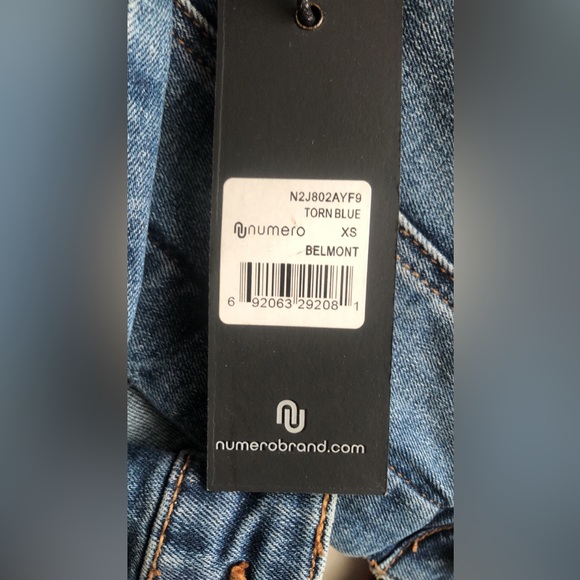 N2J802AYF9
TORN BLUE
numero XS
BELMONT
6 92063 29208 1
numerobrand.com